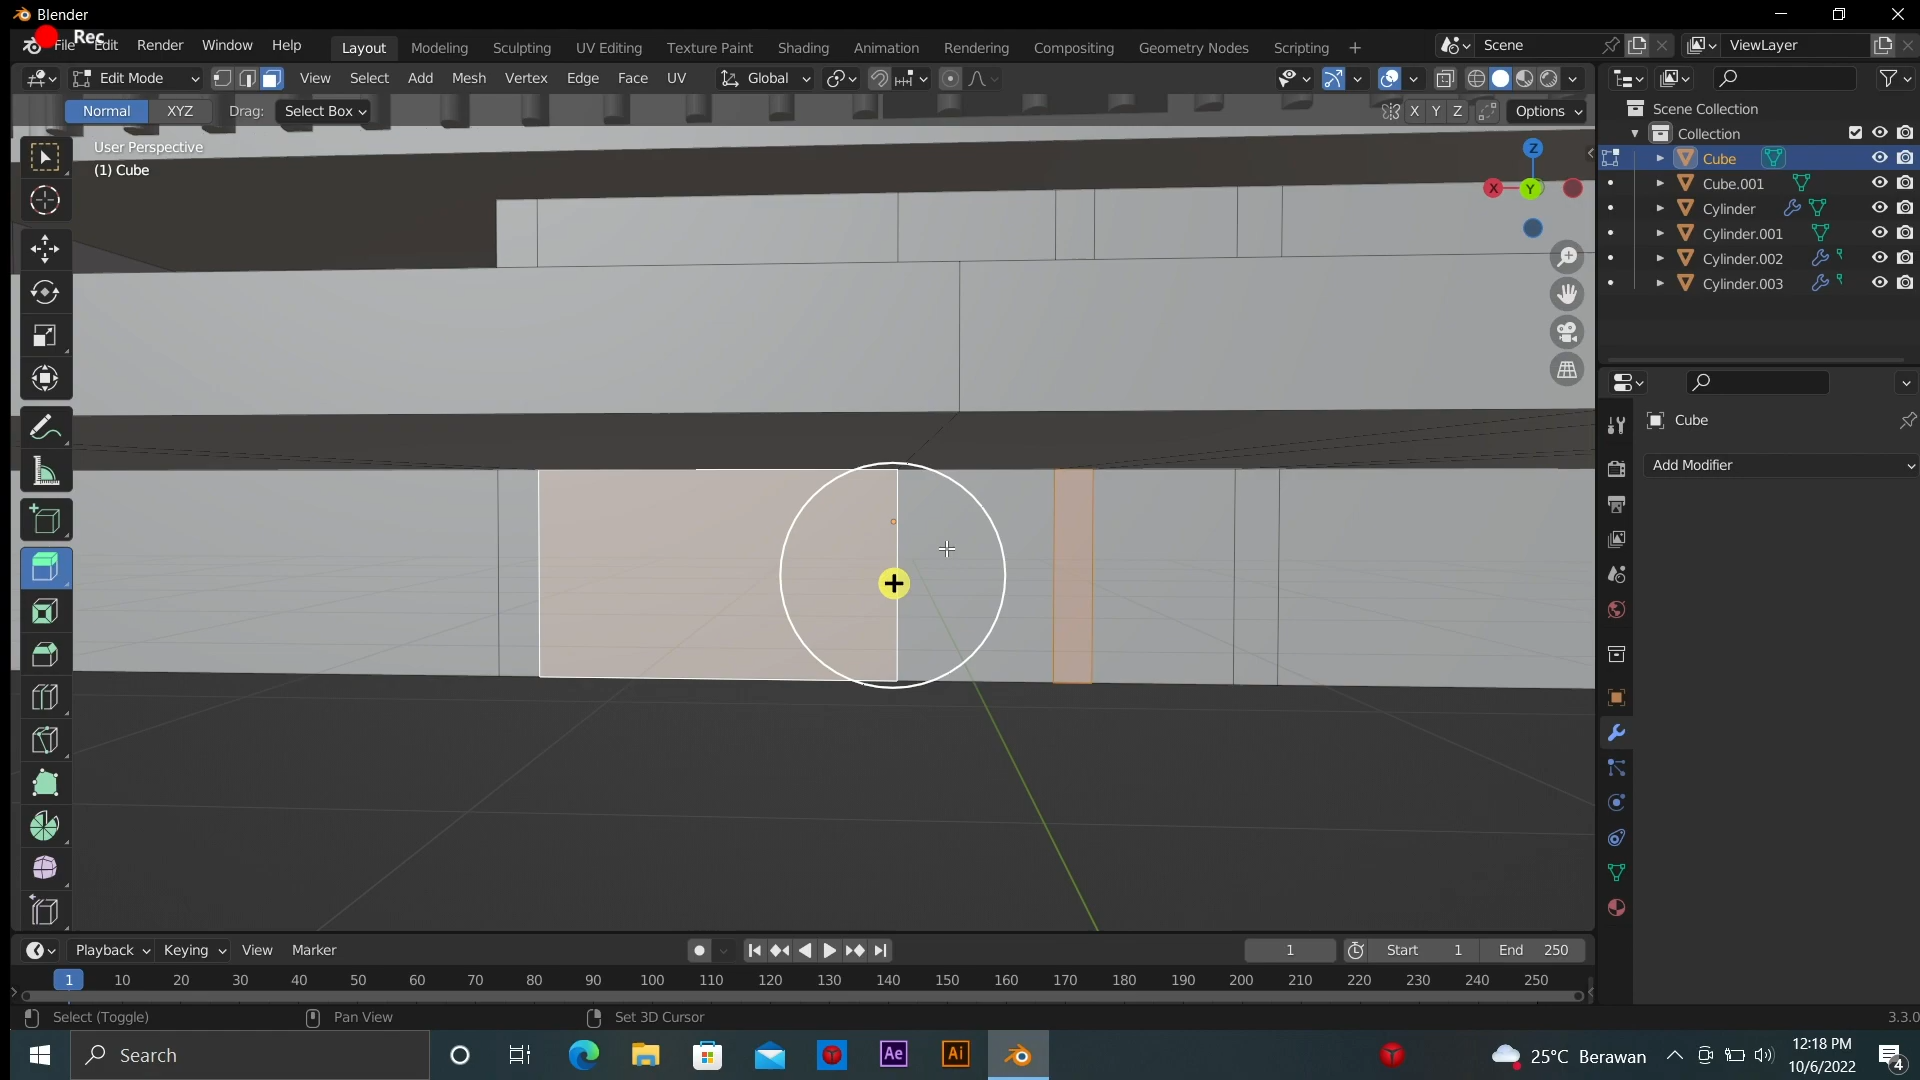 Blender
Rec
File Edit Render Window Help Layout Modeling Sculpting UV Editing Texture Paint Shading Animation Rendering Compositing Geometry Nodes Scripting + Scene ViewLayer
Edit Mode View Select Add Mesh Vertex Edge Face UV Global
Normal XYZ Drag: Select Box X Y Z Options
User Perspective
(1) Cube
Z
X Y
Scene Collection
Collection
Cube
Cube.001
Cylinder
Cylinder.001
Cylinder.002
Cylinder.003
Cube
Add Modifier
Playback Keying View Marker 1 Start 1 End 250
1 10 20 30 40 50 60 70 80 90 100 110 120 130 140 150 160 170 180 190 200 210 220 230 240 250
Select (Toggle) Pan View Set 3D Cursor 3.3.0
Search Ae Ai 25°C Berawan 12:18 PM
10/6/2022 4